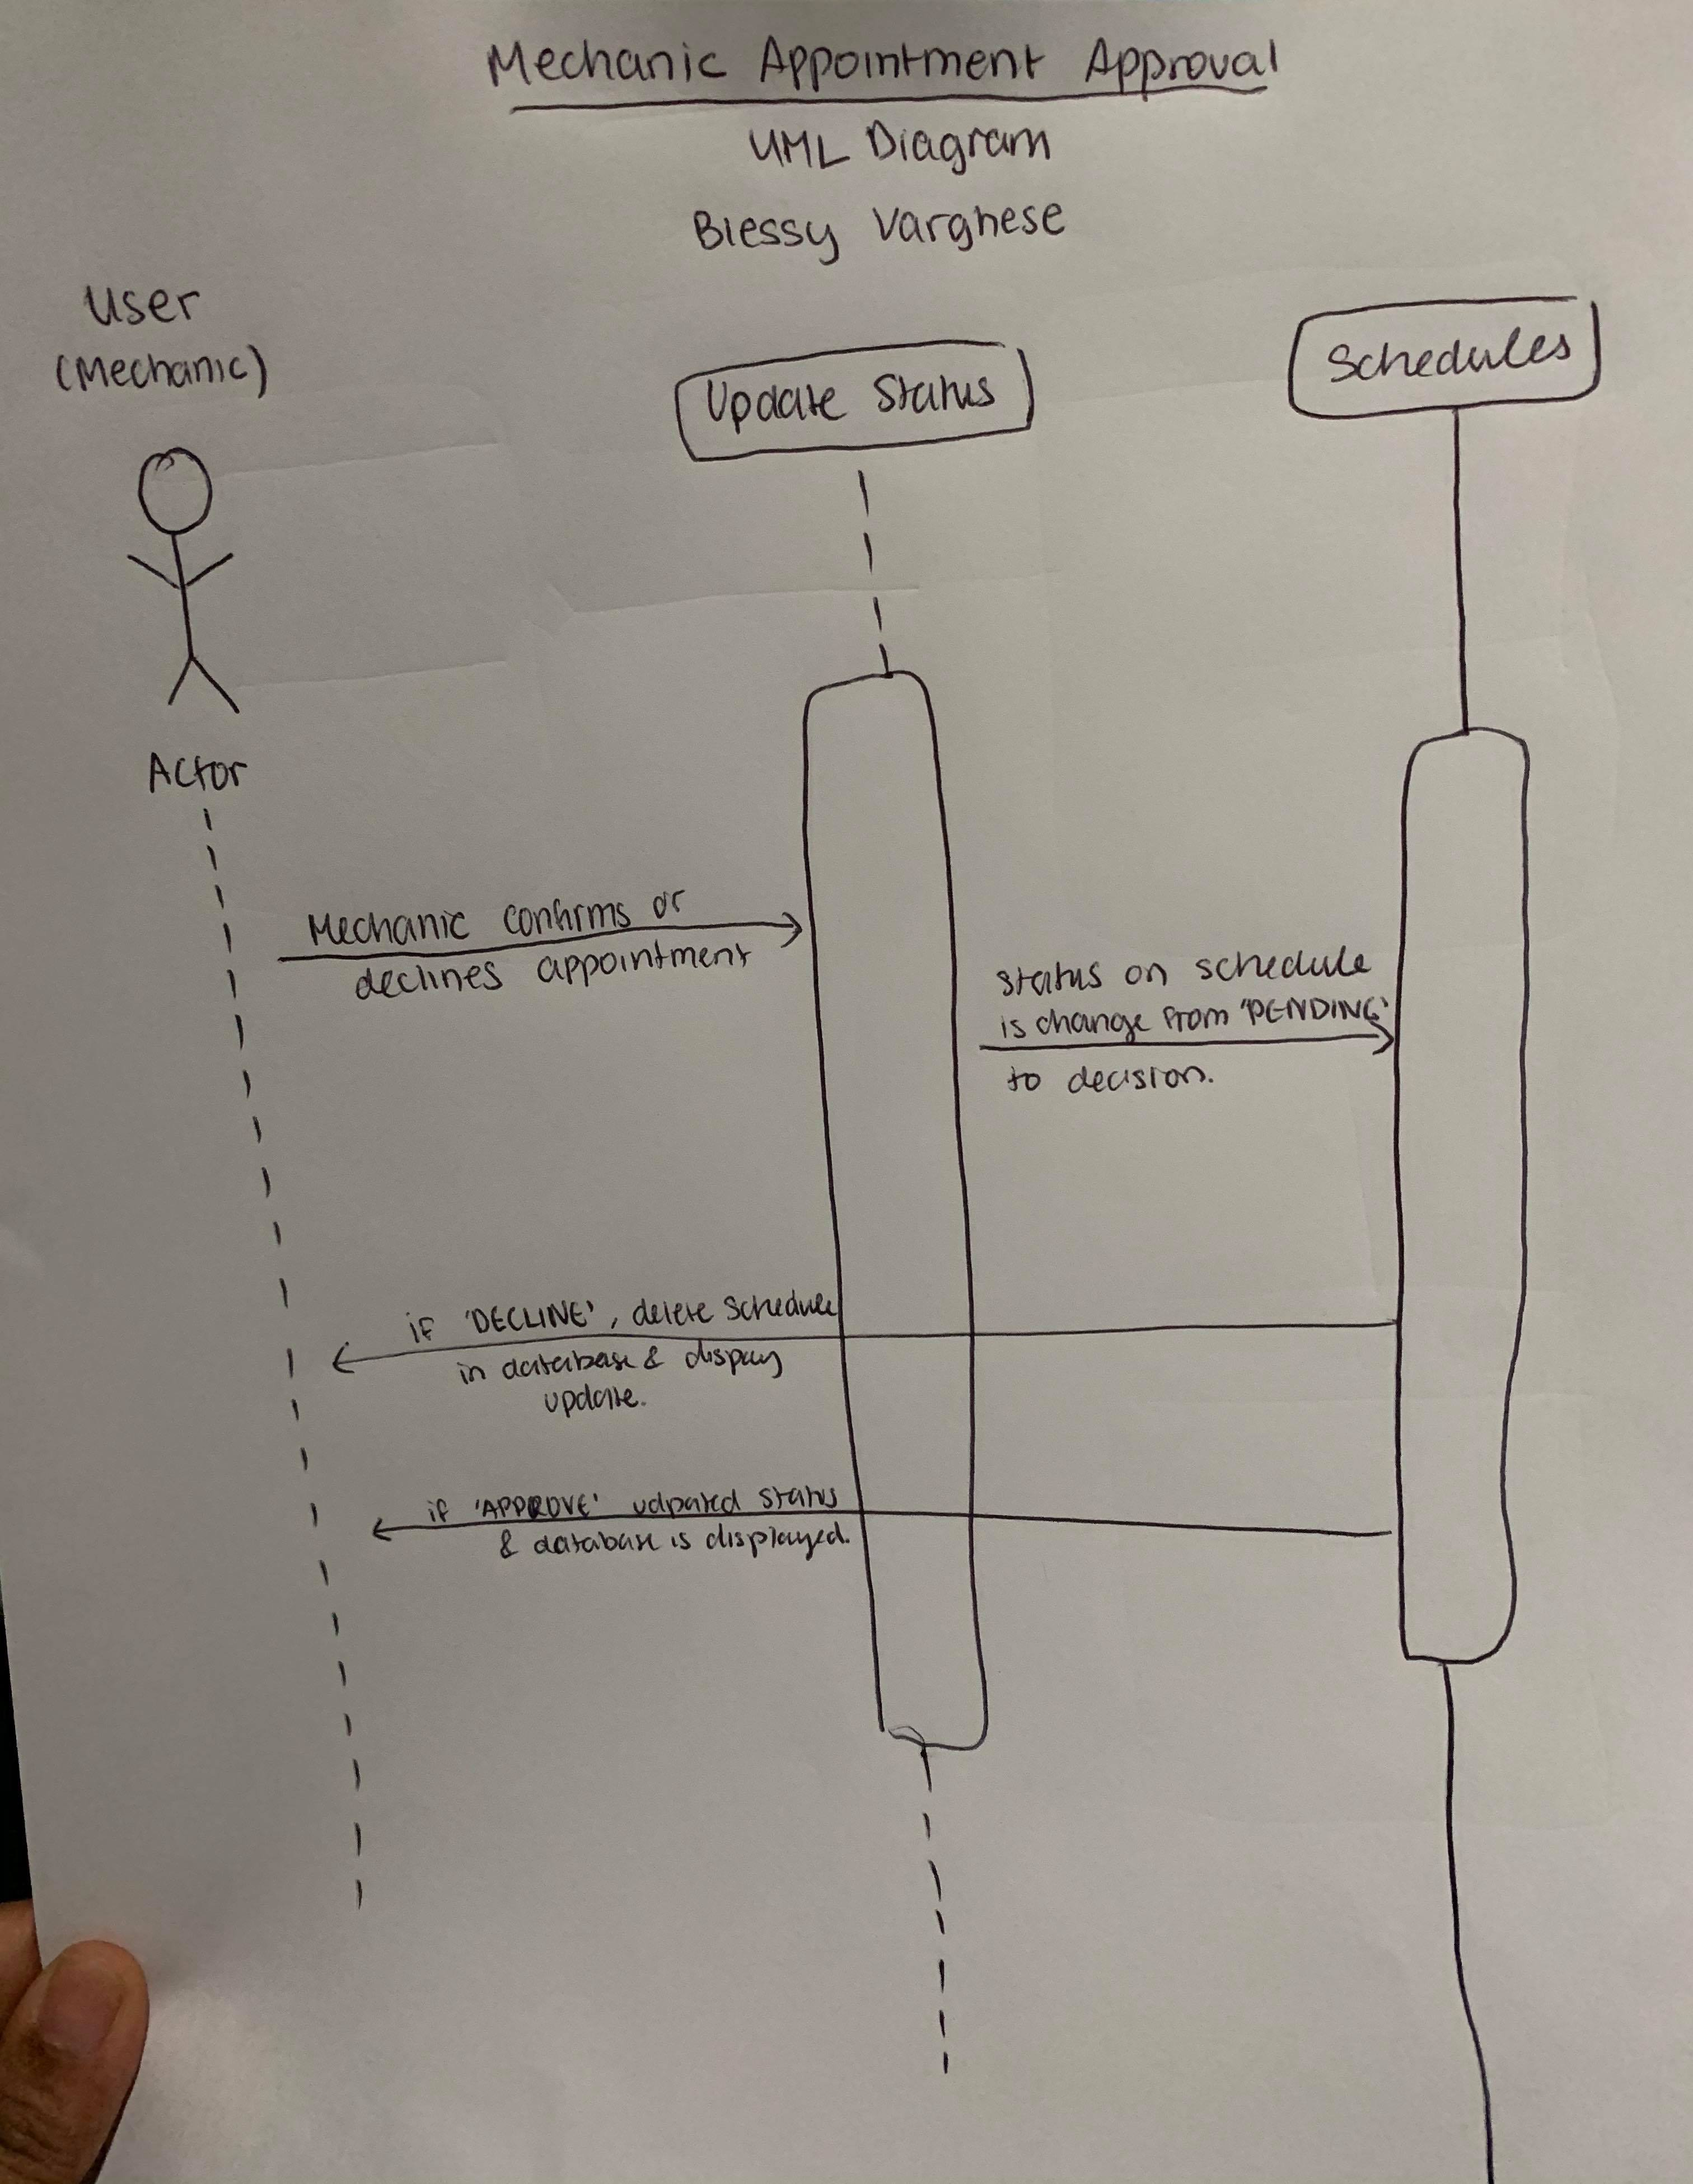 Mechanic Appointment Approval
UML Diagram
Blessy Varghese
User
(Mechanic)
Update Status
Schedules
Actor
Mechanic confirms or
declines appointment
status on schedule
is change from 'PENDING'
to decision.
if 'DECLINE', delete schedule
in database & display
update.
if 'APPROVE' udpated status
& database is displayed.